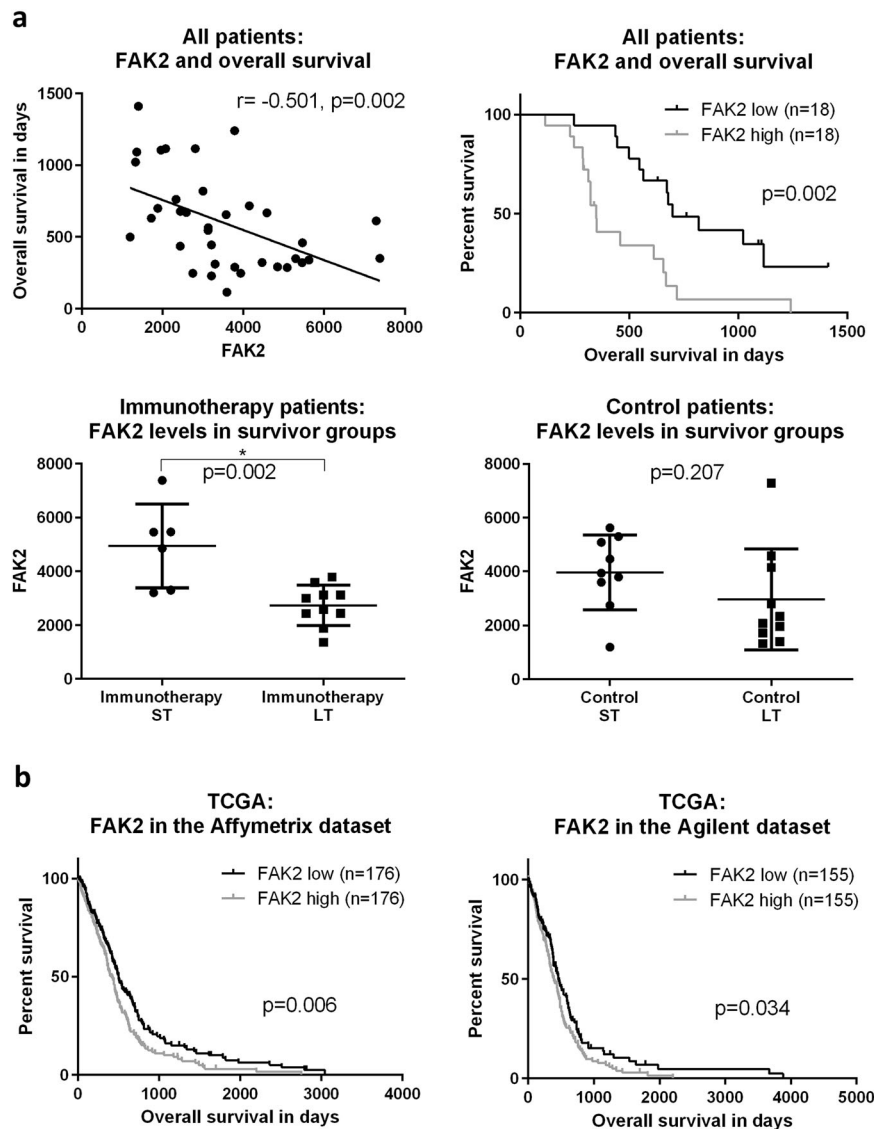 a
All patients:
FAK2 and overall survival
r= -0.501, p=0.002
Overall survival in days
1500
1000
500
0
0 2000 4000 6000 8000
FAK2
All patients:
FAK2 and overall survival
FAK2 low (n=18)
FAK2 high (n=18)
p=0.002
Percent survival
100
50
0
0 500 1000 1500
Overall survival in days
Immunotherapy patients:
FAK2 levels in survivor groups
*
p=0.002
FAK2
8000
6000
4000
2000
0
Immunotherapy Immunotherapy
ST LT
Control patients:
FAK2 levels in survivor groups
p=0.207
FAK2
8000
6000
4000
2000
0
Control Control
ST LT
b
TCGA:
FAK2 in the Affymetrix dataset
FAK2 low (n=176)
FAK2 high (n=176)
p=0.006
Percent survival
100
50
0
0 1000 2000 3000 4000
Overall survival in days
TCGA:
FAK2 in the Agilent dataset
FAK2 low (n=155)
FAK2 high (n=155)
p=0.034
Percent survival
100
50
0
0 1000 2000 3000 4000 5000
Overall survival in days